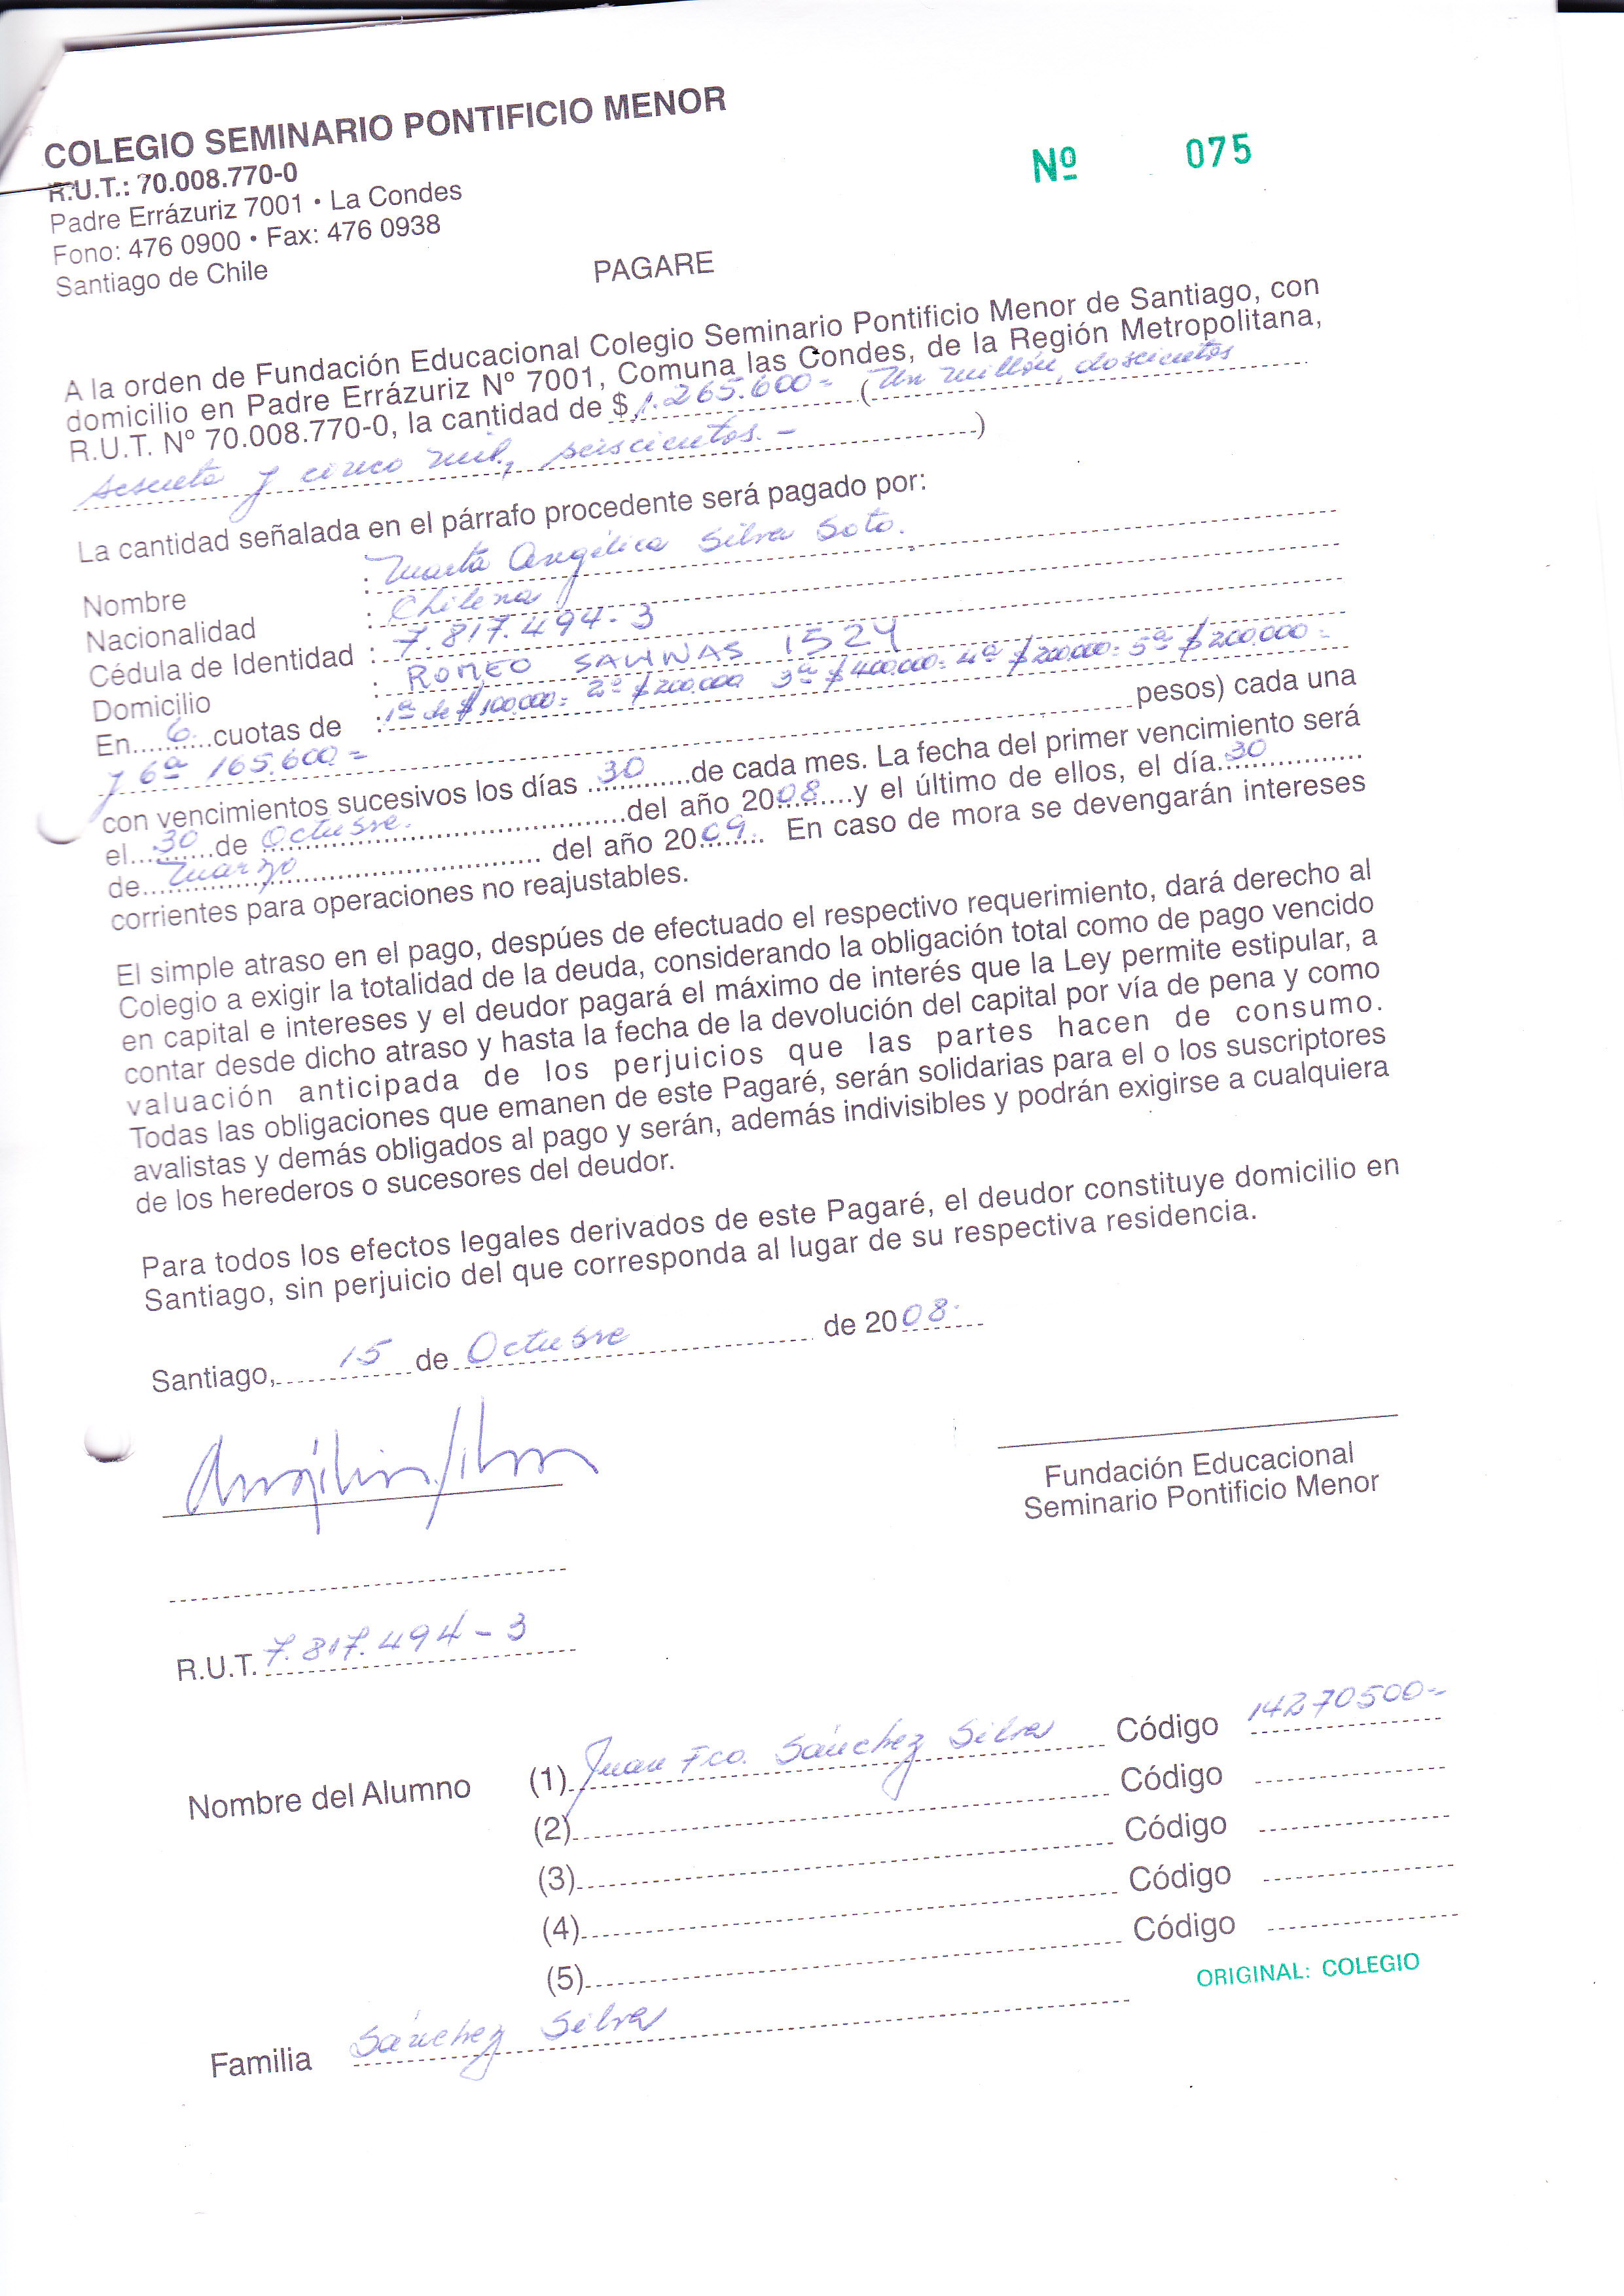 COLEGIO SEMINARIO PONTIFICIO MENOR
R.U.T.: 70.008.770-0
Padre Errázuriz 7001 • La Condes
Fono: 476 0900 • Fax: 476 0938
Santiago de Chile
Nº 075
PAGARE
A la orden de Fundación Educacional Colegio Seminario Pontificio Menor de Santiago, con
domicilio en Padre Errázuriz Nº 7001, Comuna las Condes, de la Región Metropolitana,
R.U.T. Nº 70.008.770-0, la cantidad de $ 1.265.600= (Un millón, doscientos
sesenta y cinco mil, seiscientos.-)
La cantidad señalada en el párrafo procedente será pagado por:
Nombre : Marta Angélica Silva Soto.
Nacionalidad : Chilena
Cédula de Identidad : 7.817.494-3
Domicilio : ROMEO SALINAS 1524
En 6 cuotas de : 1ª de $100.000= 2ª $200.000 3ª $400.000= 4ª $200.000= 5ª $200.000=
y 6ª 165.600= pesos) cada una
con vencimientos sucesivos los días 30 de cada mes. La fecha del primer vencimiento será
el 30 de Octubre. del año 2008 y el último de ellos, el día 30
de Marzo del año 2009. En caso de mora se devengarán intereses
corrientes para operaciones no reajustables.
El simple atraso en el pago, despúes de efectuado el respectivo requerimiento, dará derecho al
Colegio a exigir la totalidad de la deuda, considerando la obligación total como de pago vencido
en capital e intereses y el deudor pagará el máximo de interés que la Ley permite estipular, a
contar desde dicho atraso y hasta la fecha de la devolución del capital por vía de pena y como
valuación anticipada de los perjuicios que las partes hacen de consumo.
Todas las obligaciones que emanen de este Pagaré, serán solidarias para el o los suscriptores
avalistas y demás obligados al pago y serán, además indivisibles y podrán exigirse a cualquiera
de los herederos o sucesores del deudor.
Para todos los efectos legales derivados de este Pagaré, el deudor constituye domicilio en
Santiago, sin perjuicio del que corresponda al lugar de su respectiva residencia.
Santiago, 15 de Octubre de 2008.
Angélica Silva
Fundación Educacional
Seminario Pontificio Menor
R.U.T. 7.817.494-3
Nombre del Alumno (1) Juan Fco. Sánchez Silva Código 14270500=
(2) Código
(3) Código
(4) Código
(5) Código
ORIGINAL: COLEGIO
Familia Sánchez Silva